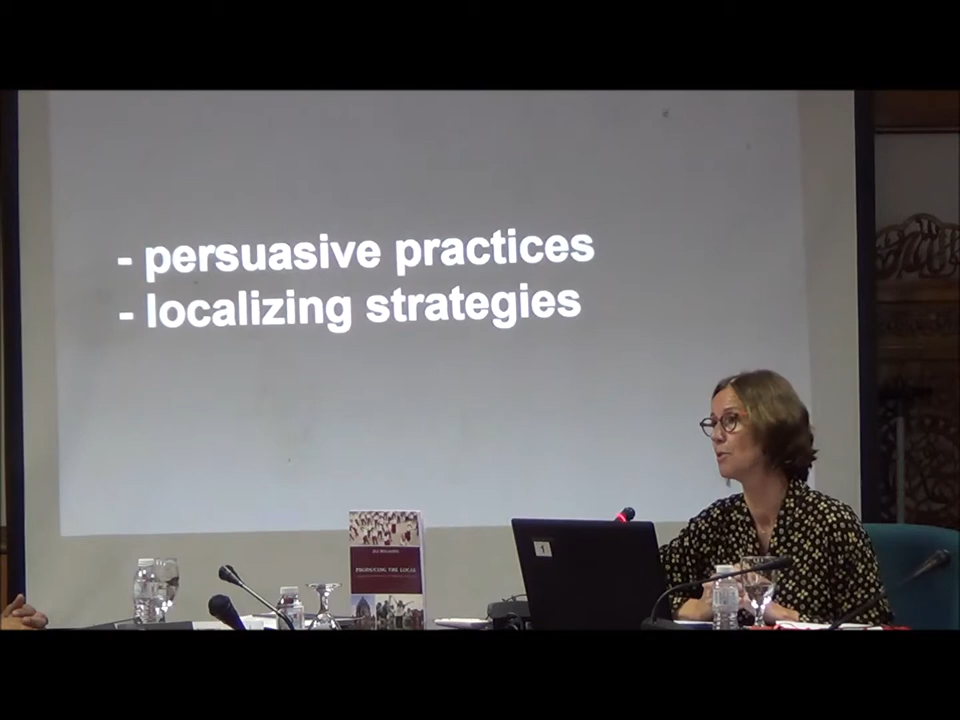 - persuasive practices
- localizing strategies
PRODUCING THE LOCAL
1